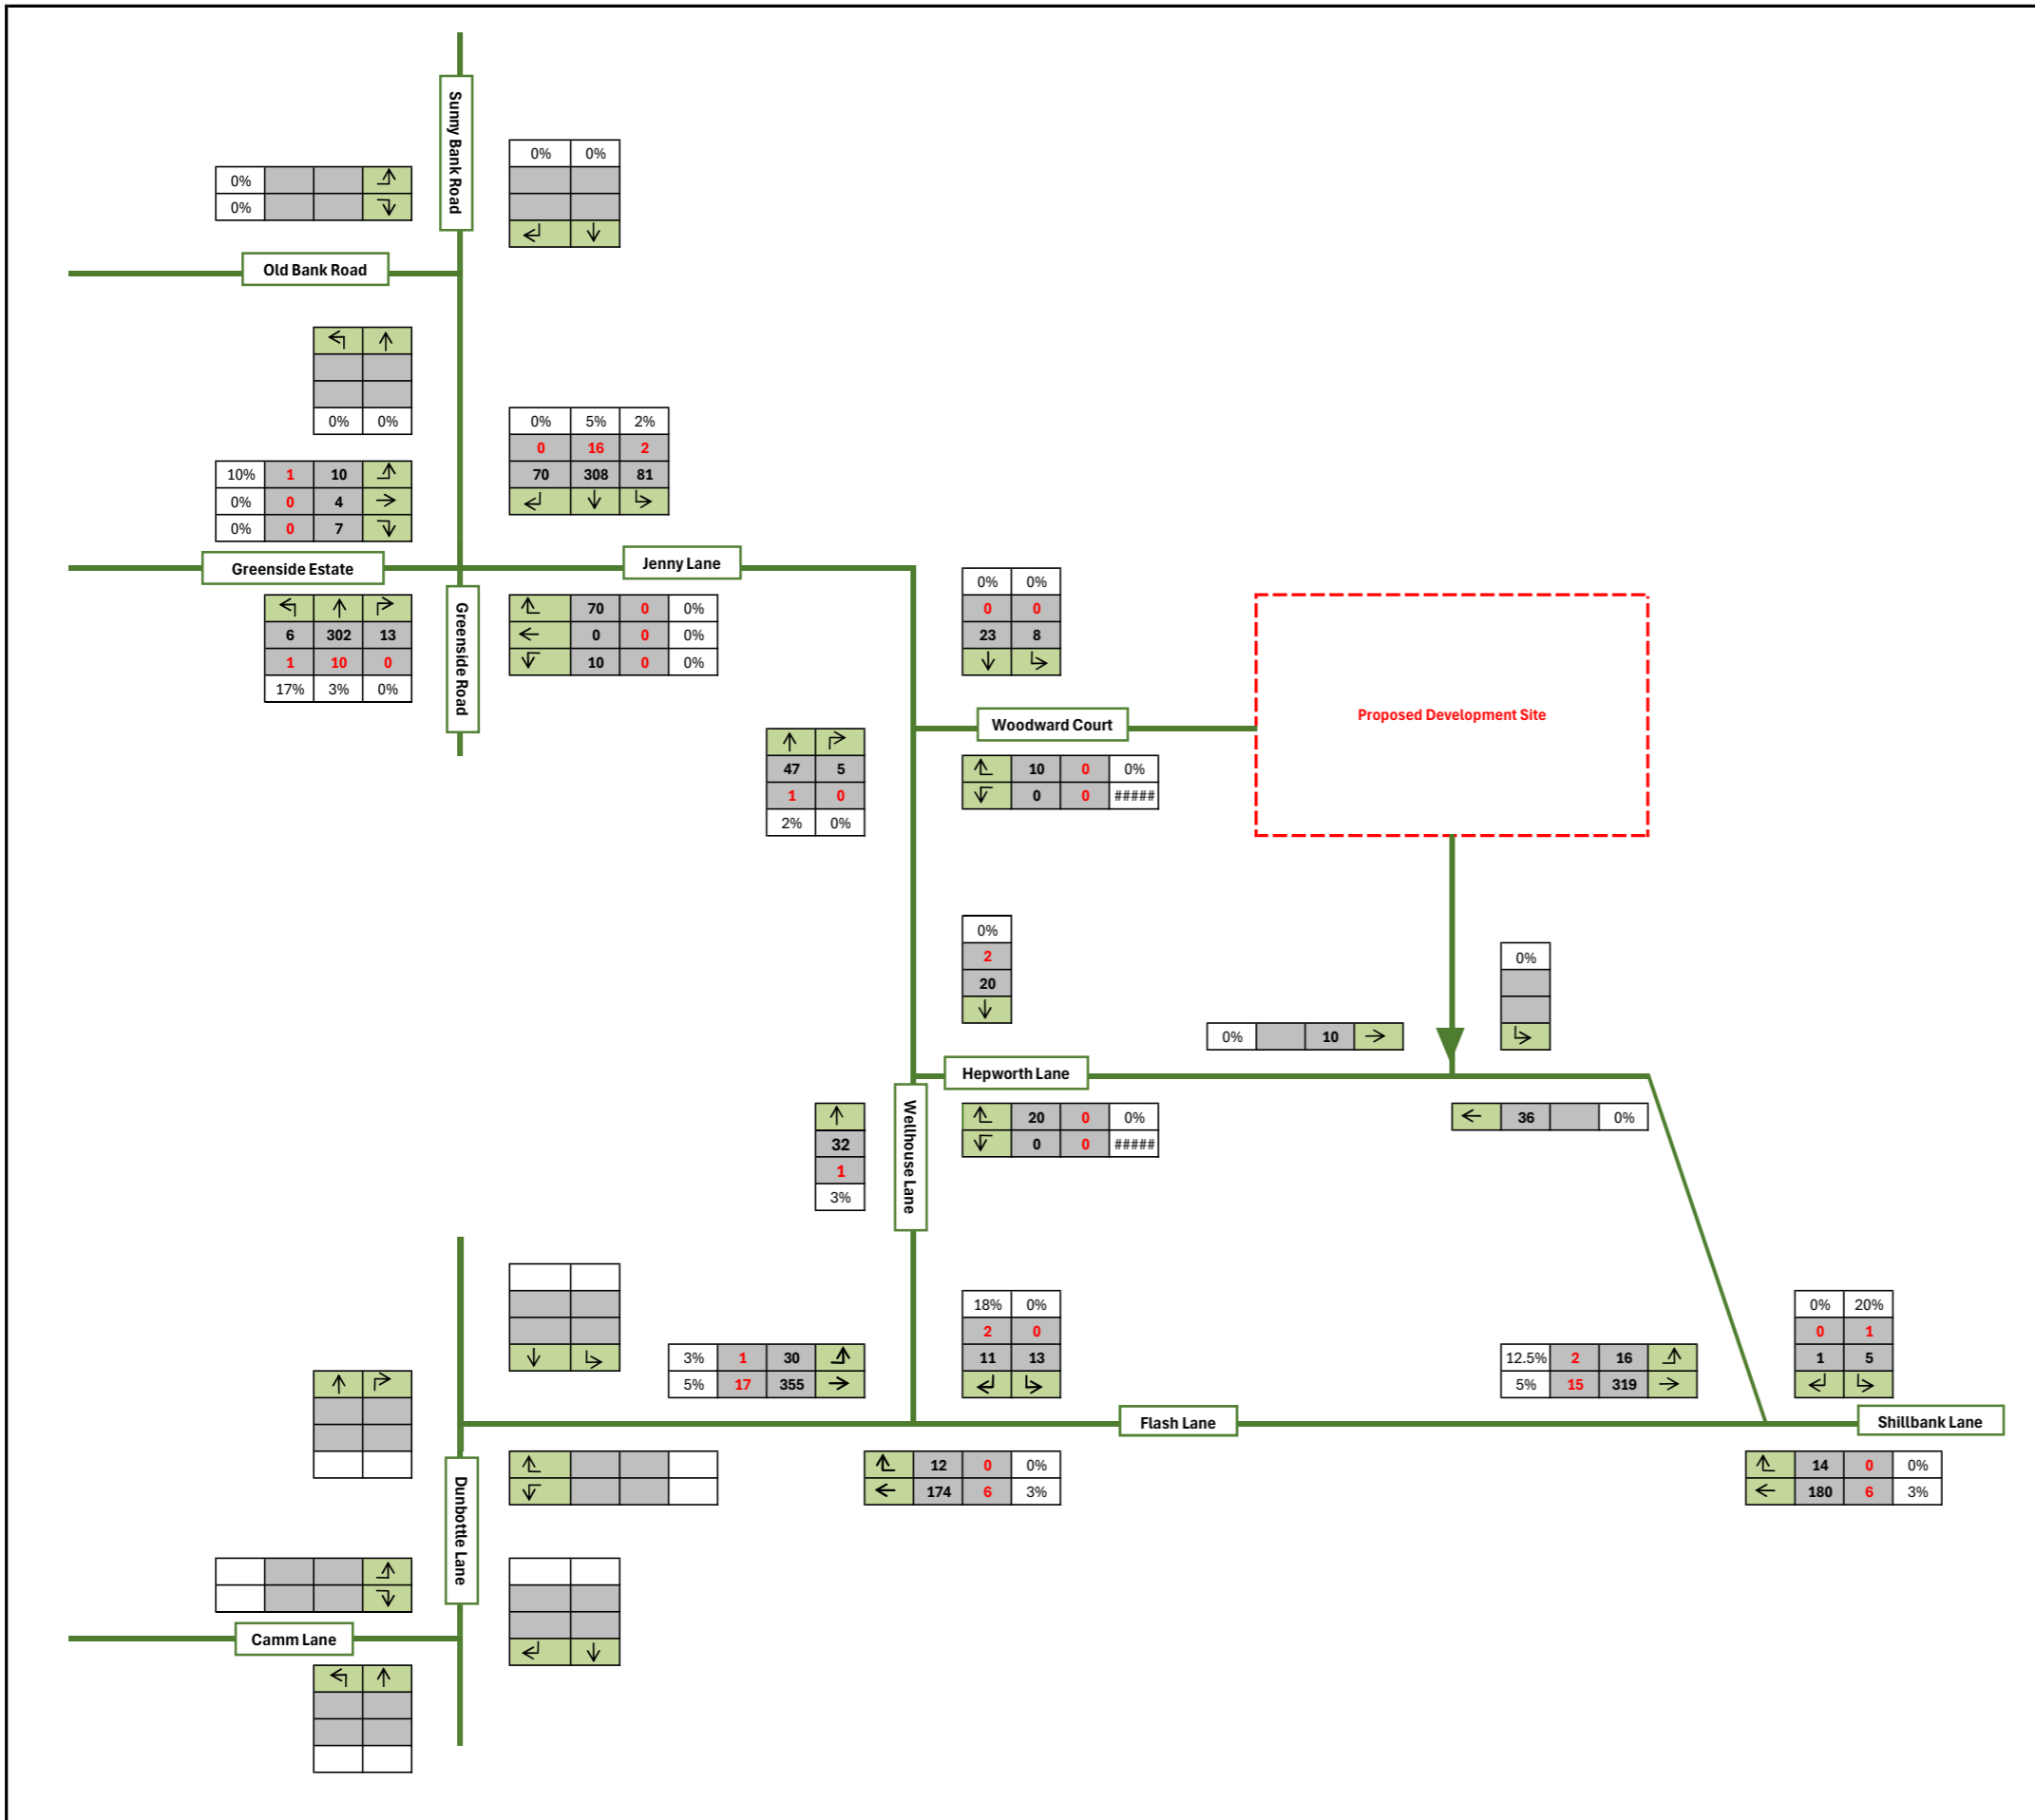 Sunny Bank Road
0% 0%
0%
0%
Old Bank Road
0% 0%
0% 5% 2%
0 16 2
70 308 81
10% 1 10
0% 0 4
0% 0 7
Greenside Estate
Jenny Lane
Greenside Road
6 302 13
1 10 0
17% 3% 0%
70 0 0%
0 0 0%
10 0 0%
0% 0%
0 0
23 8
Woodward Court
Proposed Development Site
47 5
1 0
2% 0%
10 0 0%
0 0 #####
0%
2
20
0%
0% 10
Hepworth Lane
Wellhouse Lane
32
1
3%
20 0 0%
0 0 #####
36 0%
18% 0%
2 0
11 13
3% 1 30
5% 17 355
12.5% 2 16
5% 15 319
0% 20%
0 1
1 5
Flash Lane
Shillbank Lane
Dunbottle Lane
12 0 0%
174 6 3%
14 0 0%
180 6 3%
Camm Lane